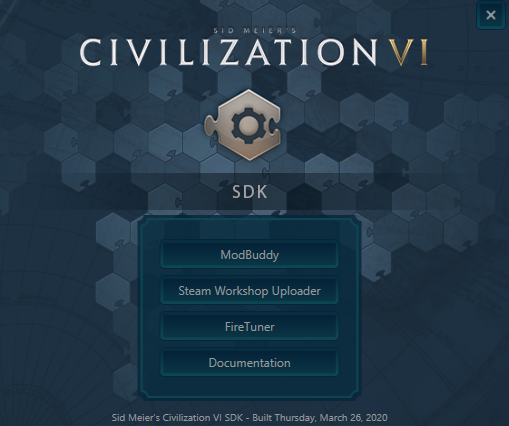 SID MEIER'S
CIVILIZATION VI
SDK
ModBuddy
Steam Workshop Uploader
FireTuner
Documentation
Sid Meier's Civilization VI SDK - Built Thursday, March 26, 2020